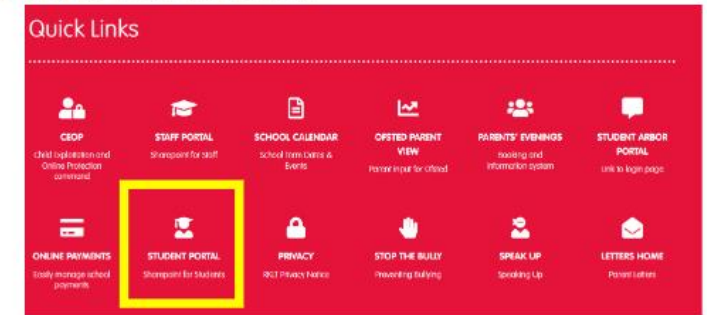 Quick Links
CEOP
Child Exploitation and
Online Protection
command
STAFF PORTAL
Sharepoint for Staff
SCHOOL CALENDAR
School Term Dates &
Events
OFSTED PARENT
VIEW
Parent Input for Ofsted
PARENTS' EVENINGS
Booking and
information system
STUDENT ARBOR
PORTAL
Link to login page
ONLINE PAYMENTS
Easily manage school
payments
STUDENT PORTAL
Sharepoint for Students
PRIVACY
RKLT Privacy Notice
STOP THE BULLY
Preventing Bullying
SPEAK UP
Speaking Up
LETTERS HOME
Parent Letters